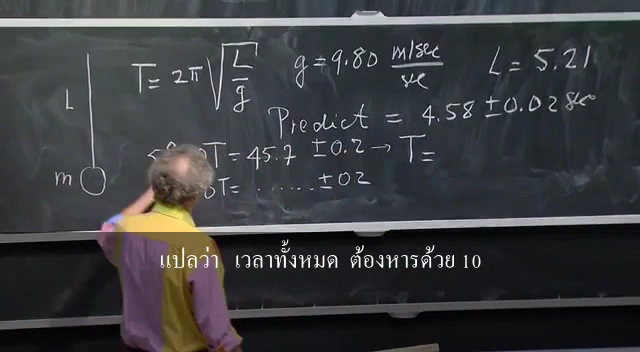 T = 2π √(L/g) g = 9.80 m/sec/sec L = 5.21
L
Predict = 4.58 ± 0.02 sec
T = 45.7 ± 0.2 → T =
m
T = ...... ± 02
แปลว่า เวลาทั้งหมด ต้องหารด้วย 10